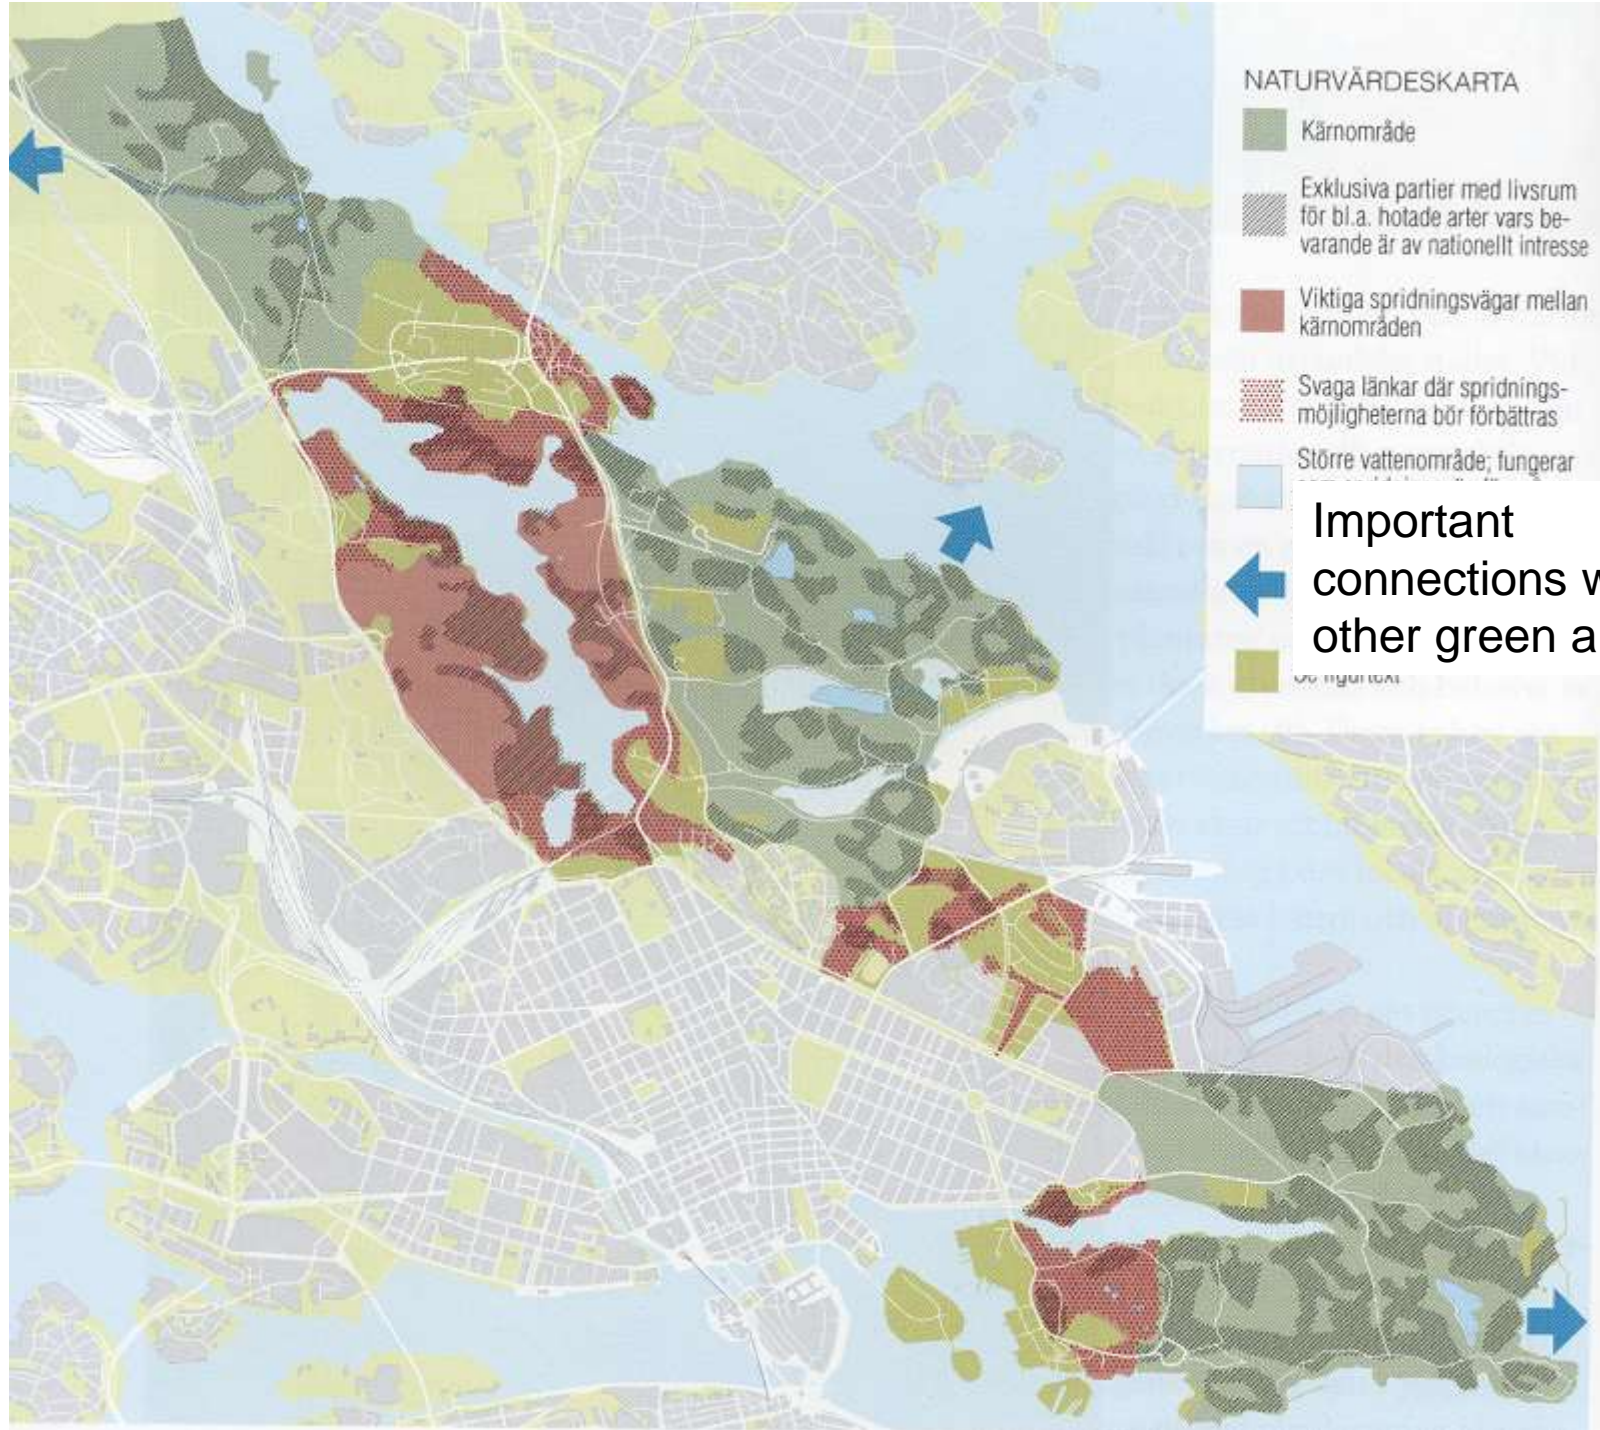 NATURVÄRDESKARTA
Kärnområde
Exklusiva partier med livsrum
för bl.a. hotade arter vars be-
varande är av nationellt intresse
Viktiga spridningsvägar mellan
kärnområden
Svaga länkar där spridnings-
möjligheterna bör förbättras
Större vattenområde; fungerar
Important
connections w
other green a